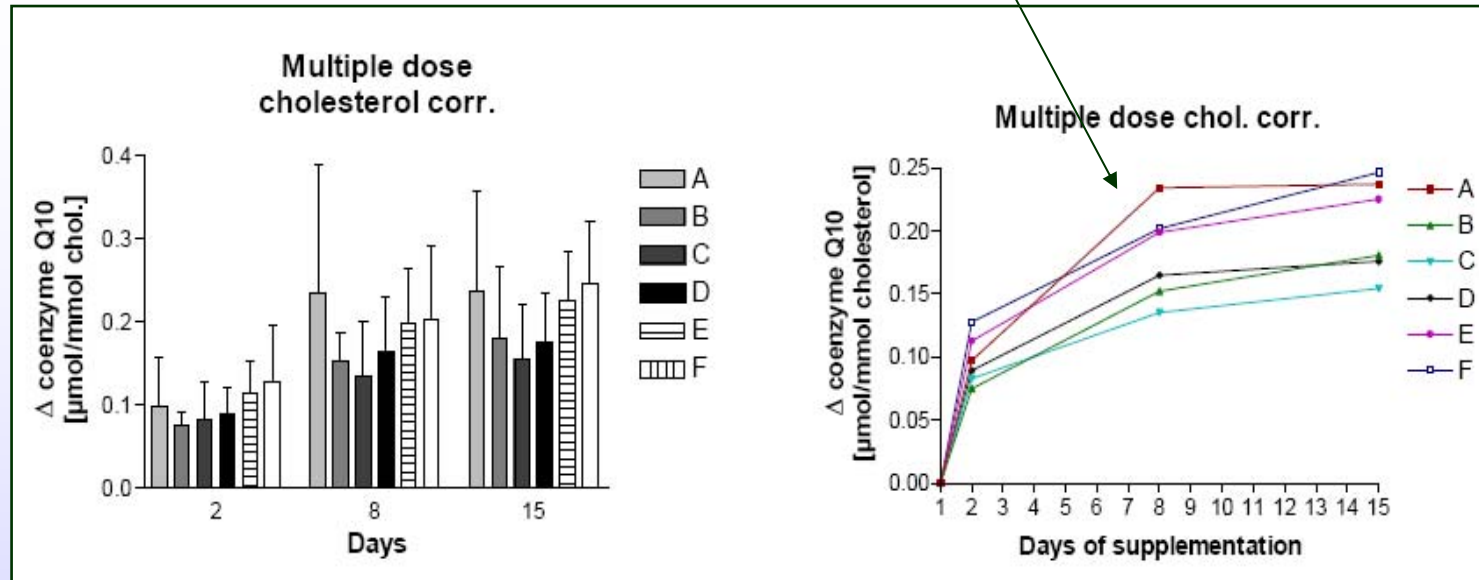 Multiple dose
cholesterol corr.
Δ coenzyme Q10
[µmol/mmol chol.]
0.4
0.3
0.2
0.1
0.0
2 8 15
Days
A
B
C
D
E
F
Multiple dose chol. corr.
Δ coenzyme Q10
[µmol/mmol cholesterol]
0.25
0.20
0.15
0.10
0.05
0.00
1 2 3 4 5 6 7 8 9 10 11 12 13 14 15
Days of supplementation
A
B
C
D
E
F